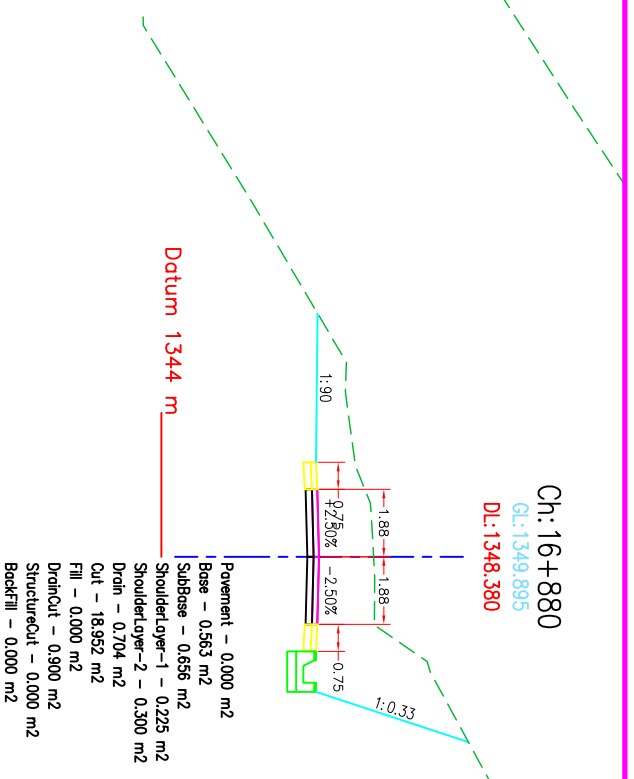 Ch: 16+880
GL:1349.895
DL:1348.380
1.88
1.88
0.75
0.75
+2.50%
-2.50%
1:90
1:0.33
Datum 1344 m
Pavement - 0.000 m2
Base - 0.563 m2
SubBase - 0.656 m2
ShoulderLayer-1 - 0.225 m2
ShoulderLayer-2 - 0.300 m2
Drain - 0.704 m2
Cut - 18.952 m2
Fill - 0.000 m2
DrainCut - 0.900 m2
StructureCut - 0.000 m2
BackFill - 0.000 m2